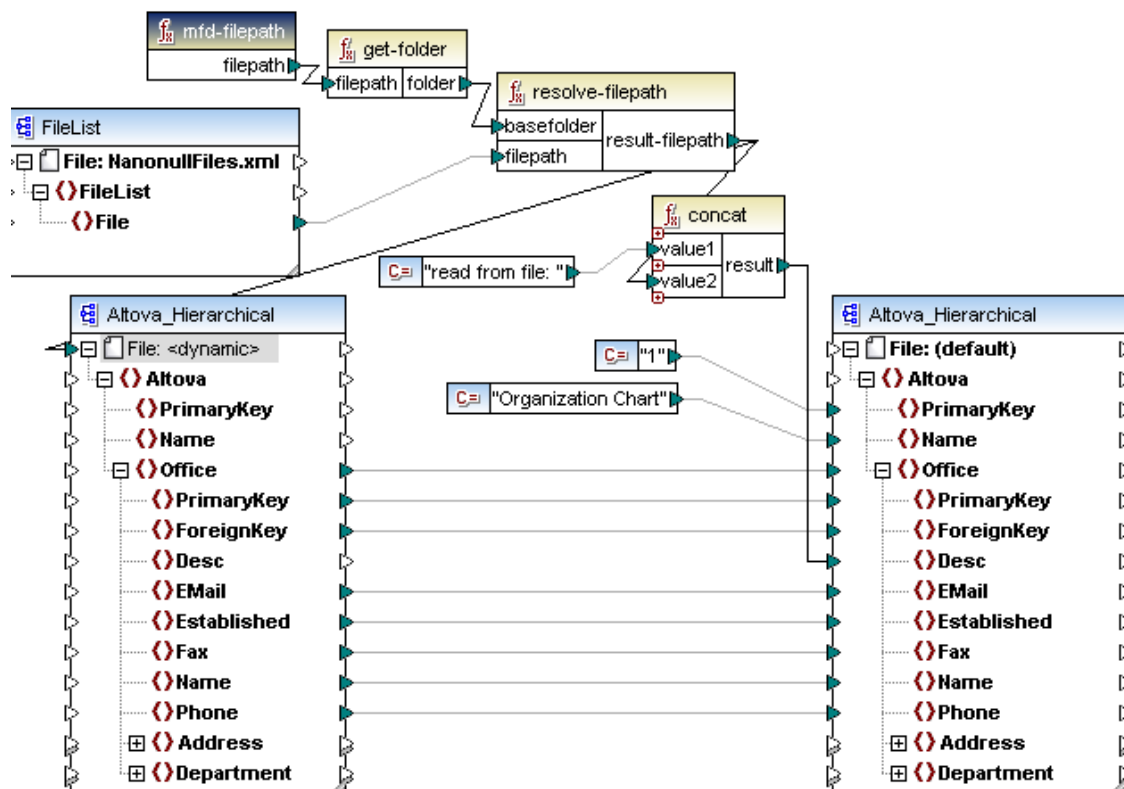 mfd-filepath
filepath
get-folder
filepath folder
resolve-filepath
basefolder
result-filepath
filepath
FileList
File: NanonullFiles.xml
FileList
File
concat
value1
result
value2
C= "read from file: "
C= "1"
C= "Organization Chart"
Altova_Hierarchical
File: <dynamic>
Altova
PrimaryKey
Name
Office
PrimaryKey
ForeignKey
Desc
EMail
Established
Fax
Name
Phone
Address
Department
Altova_Hierarchical
File: (default)
Altova
PrimaryKey
Name
Office
PrimaryKey
ForeignKey
Desc
EMail
Established
Fax
Name
Phone
Address
Department